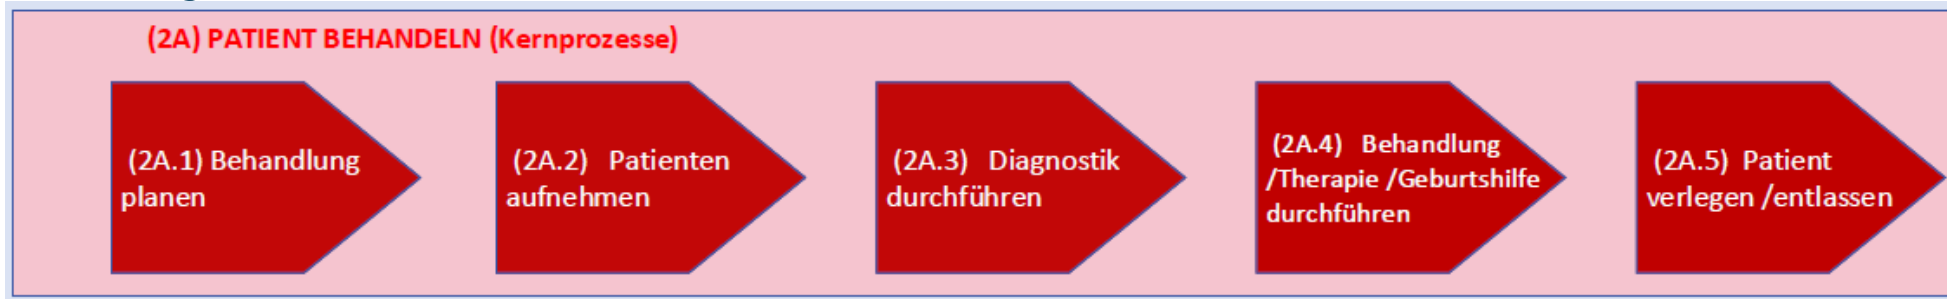 (2A) PATIENT BEHANDELN (Kernprozesse)
(2A.1) Behandlung
planen
(2A.2) Patienten
aufnehmen
(2A.3) Diagnostik
durchführen
(2A.4) Behandlung
/Therapie /Geburtshilfe
durchführen
(2A.5) Patient
verlegen /entlassen